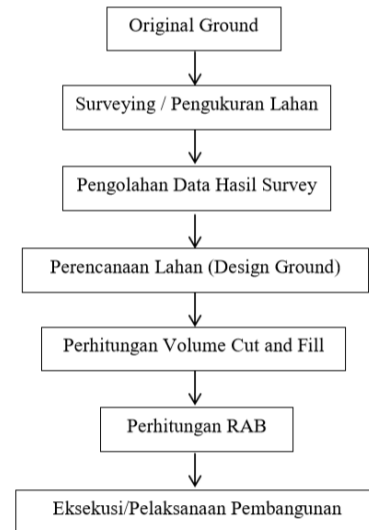 Original Ground
Surveying / Pengukuran Lahan
Pengolahan Data Hasil Survey
Perencanaan Lahan (Design Ground)
Perhitungan Volume Cut and Fill
Perhitungan RAB
Eksekusi/Pelaksanaan Pembangunan